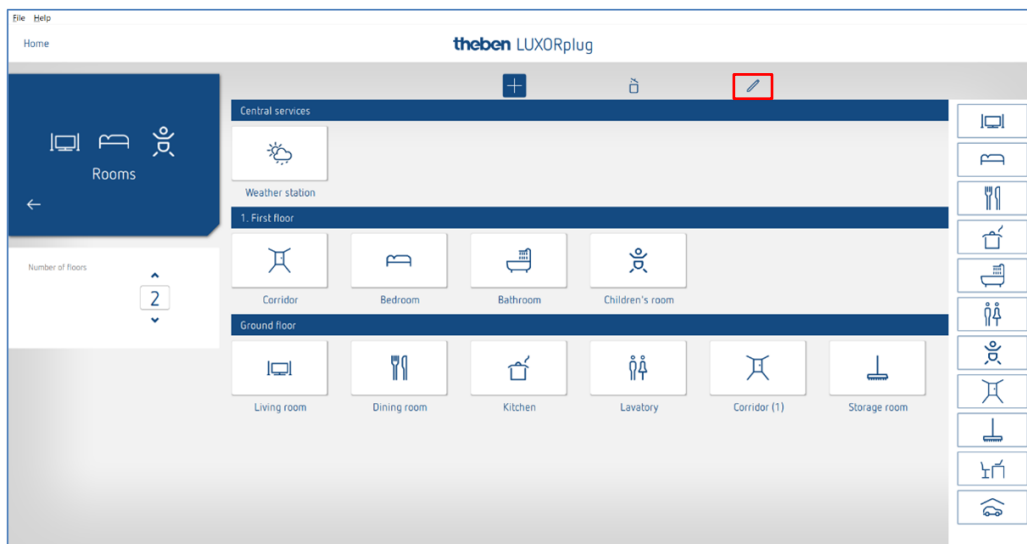 File Help
Home
theben LUXORplug
Rooms
Number of floors
2
Central services
Weather station
1. First floor
Corridor
Bedroom
Bathroom
Children's room
Ground floor
Living room
Dining room
Kitchen
Lavatory
Corridor (1)
Storage room